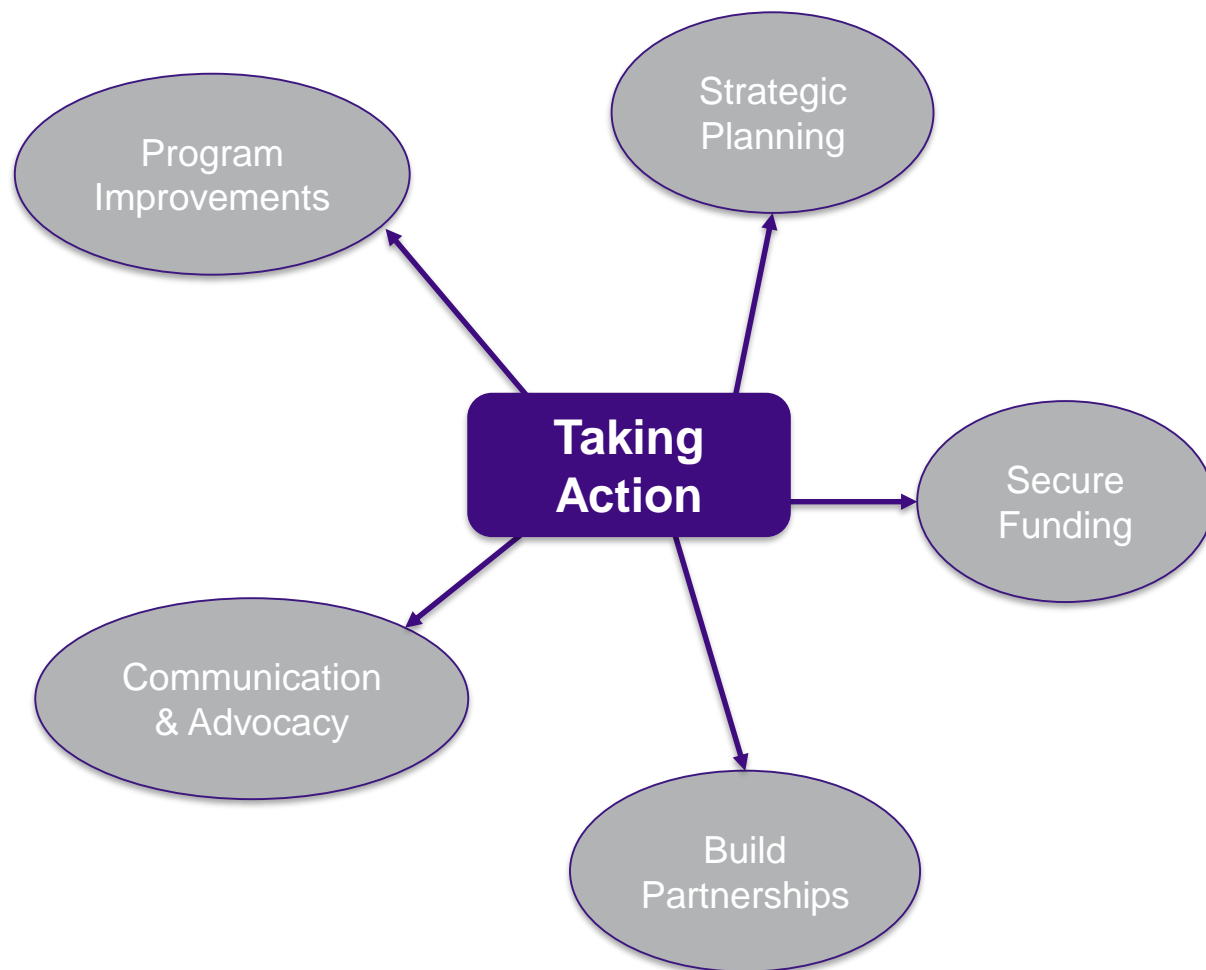 Strategic
Planning
Program
Improvements
Taking
Action
Secure
Funding
Communication
& Advocacy
Build
Partnerships